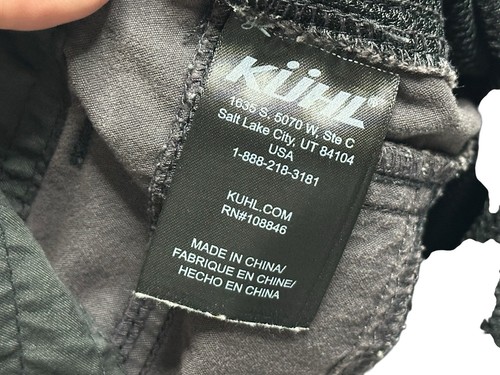 KÜHL®
1635 S. 5070 W, Ste C
Salt Lake City, UT 84104
USA
1-888-218-3181
KUHL.COM
RN#108846
MADE IN CHINA/
FABRIQUE EN CHINE/
HECHO EN CHINA